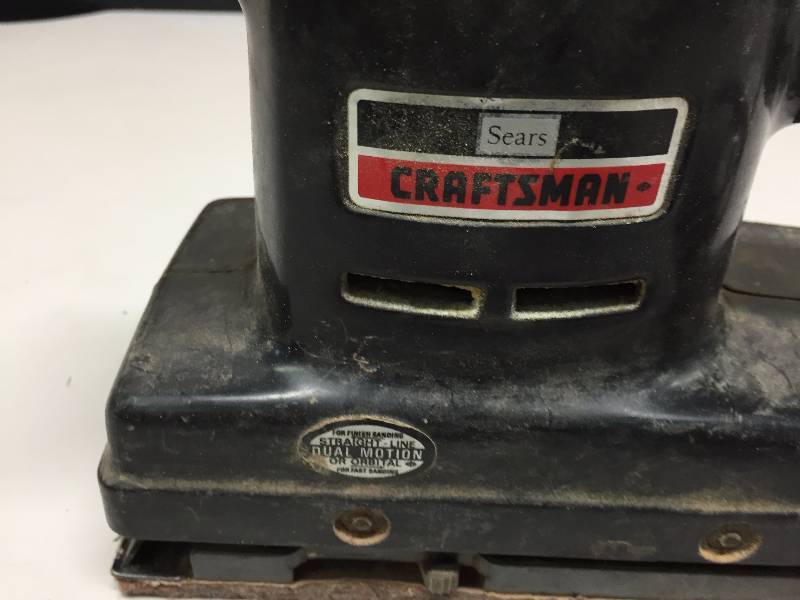 Sears
CRAFTSMAN
FOR FINISH SANDING
STRAIGHT-LINE
DUAL MOTION
OR ORBITAL
FOR FAST SANDING